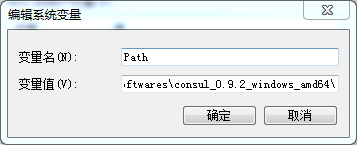 编辑系统变量
变量名(N):
Path
变量值(V):
ftwares\consul_0.9.2_windows_amd64\
确定
取消